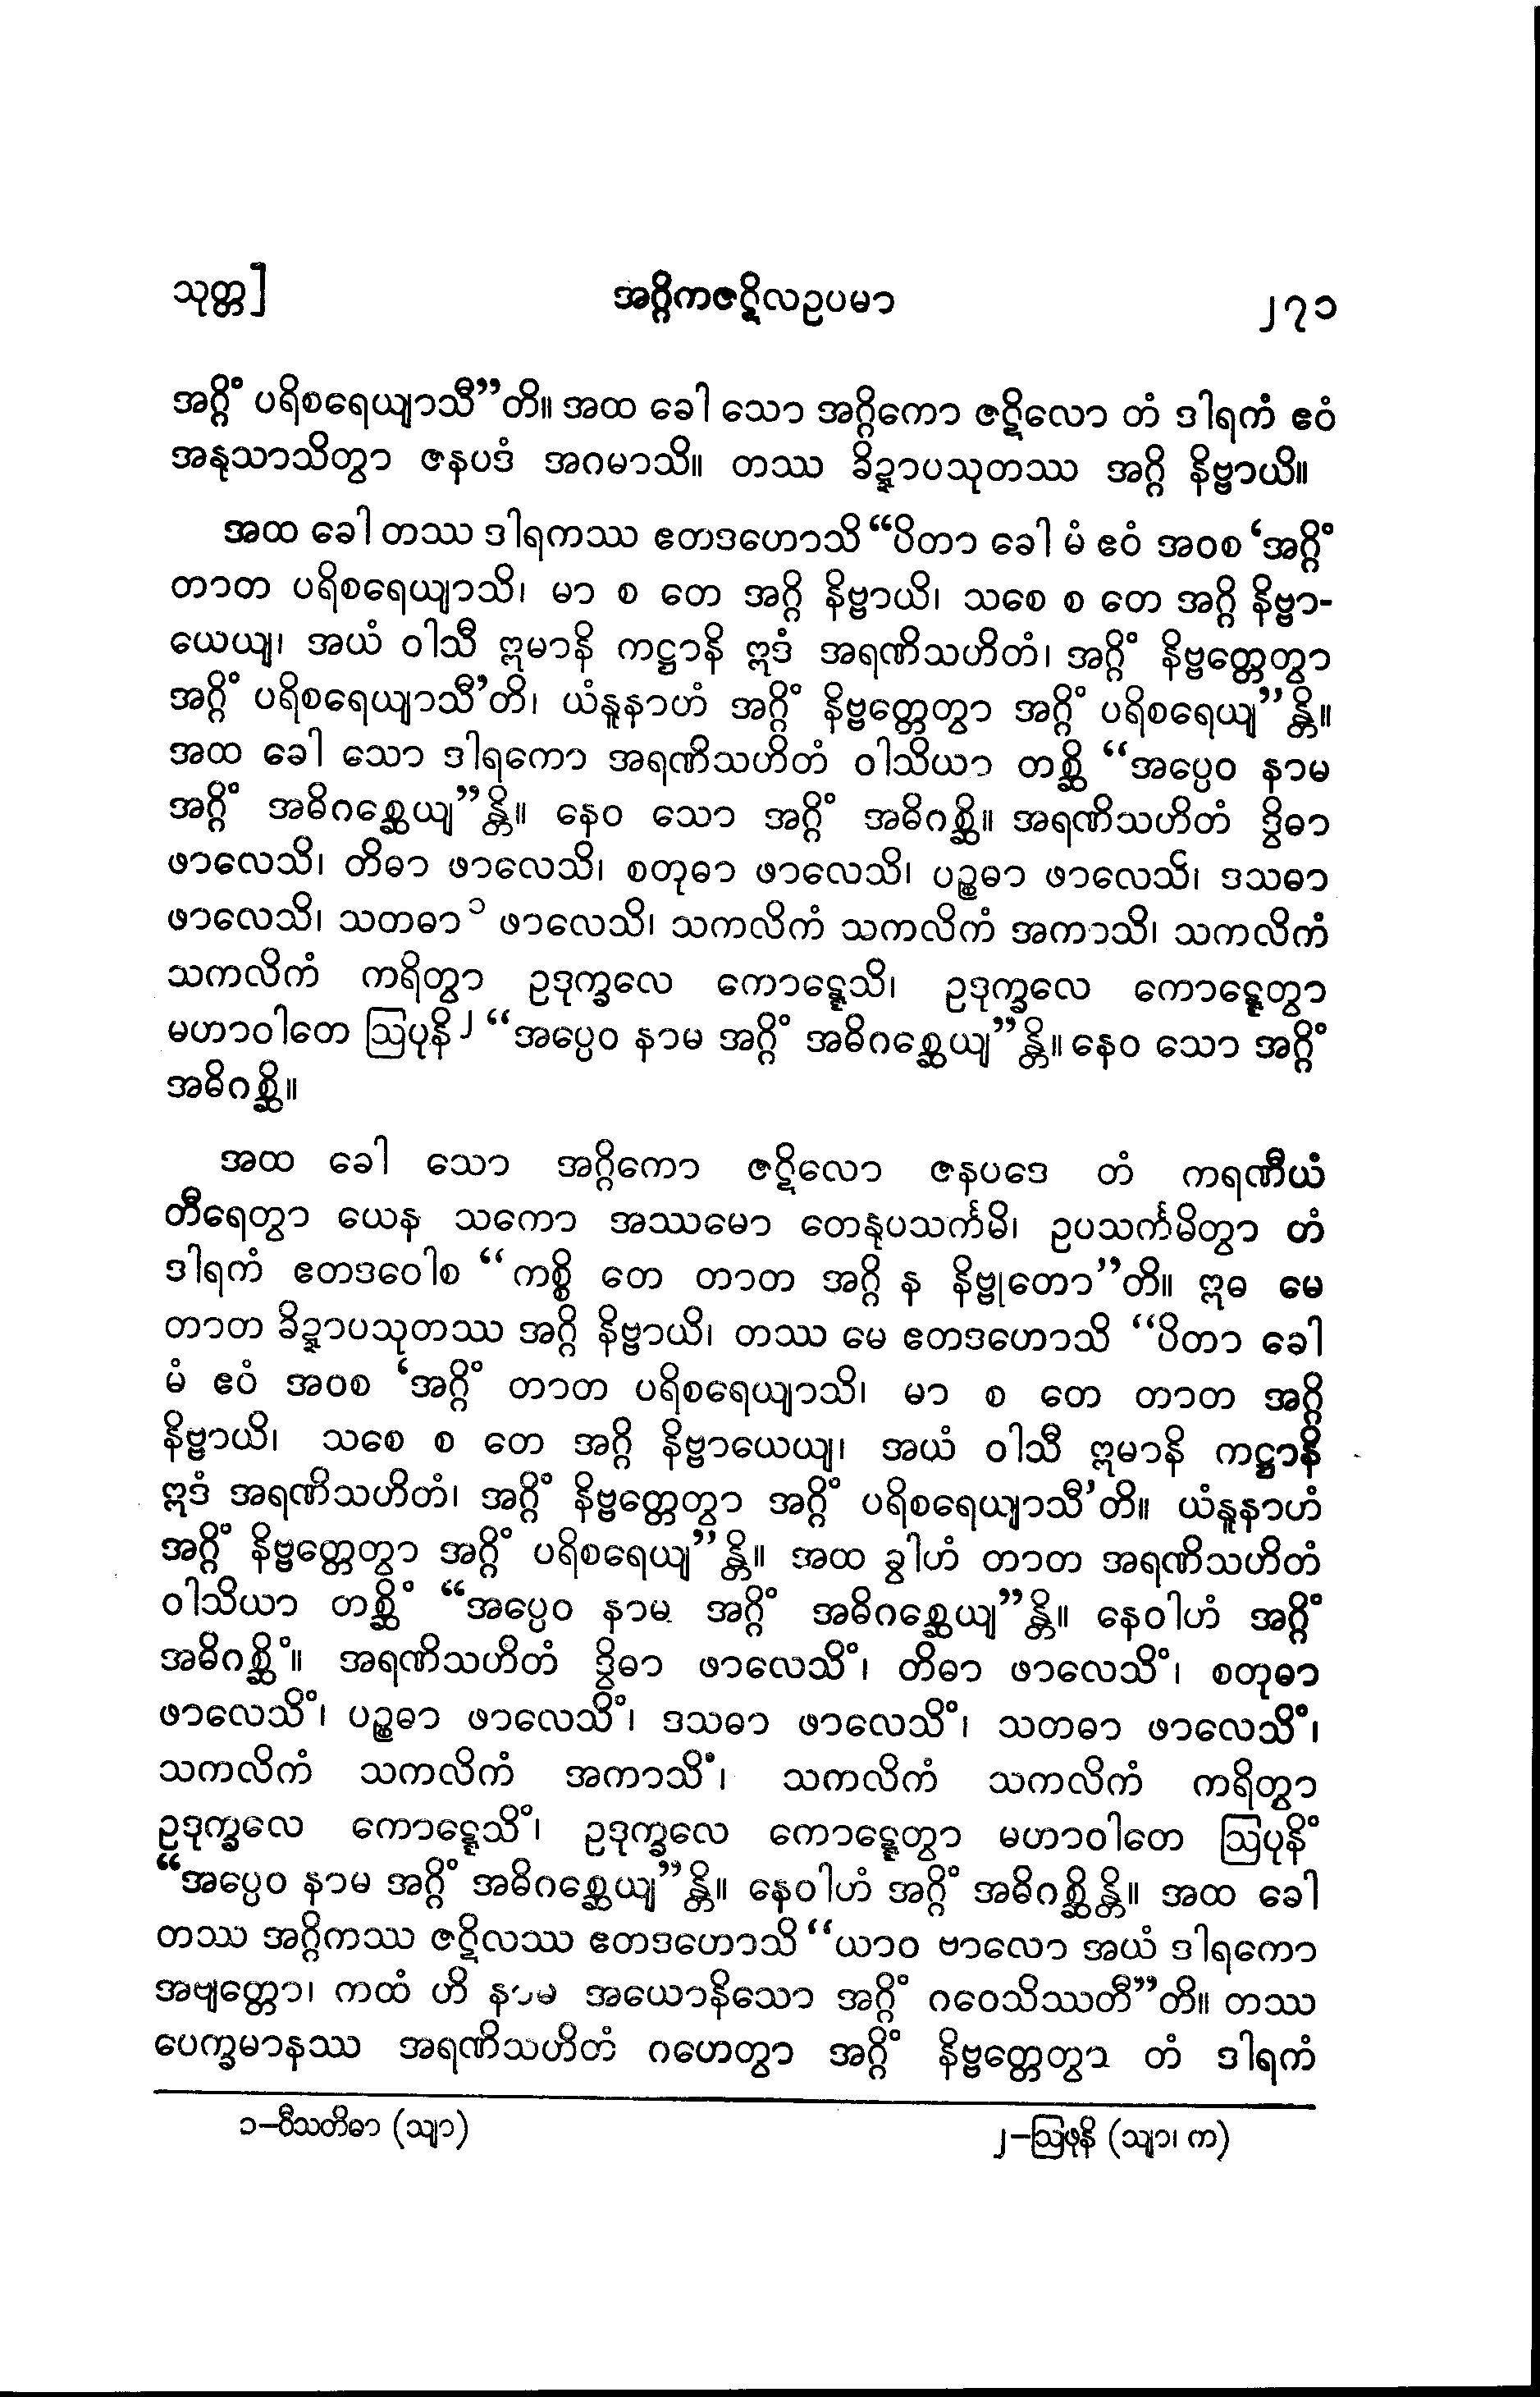 သုတ္တ] အဂ္ဂိကဇဋိလဥပမာ ၂၇၁
အဂ္ဂိံ ပရိစရေယျာသီ”တိ။ အထ ခေါ သော အဂ္ဂိကော ဇဋိလော တံ ဒါရကံ ဧဝံ
အနုသာသိတွာ ဇနပဒံ အဂမာသိ။ တဿ ခိဍ္ဍာပသုတဿ အဂ္ဂိ နိဗ္ဗာယိ။
အထ ခေါ တဿ ဒါရကဿ ဧတဒဟောသိ “ပိတာ ခေါ မံ ဧဝံ အဝစ ‘အဂ္ဂိံ
တာတ ပရိစရေယျာသိ၊ မာ စ တေ အဂ္ဂိ နိဗ္ဗာယိ၊ သစေ စ တေ အဂ္ဂိ နိဗ္ဗာ-
ယေယျ၊ အယံ ဝါသီ ဣမာနိ ကဋ္ဌာနိ ဣဒံ အရဏိသဟိတံ၊ အဂ္ဂိံ နိဗ္ဗတ္တေတွာ
အဂ္ဂိံ ပရိစရေယျာသီ’တိ၊ ယံနူနာဟံ အဂ္ဂိံ နိဗ္ဗတ္တေတွာ အဂ္ဂိံ ပရိစရေယျ”န္တိ။
အထ ခေါ သော ဒါရကော အရဏိသဟိတံ ဝါသိယာ တစ္ဆိ “အပ္ပေဝ နာမ
အဂ္ဂိံ အဓိဂစ္ဆေယျ”န္တိ။ နေဝ သော အဂ္ဂိံ အဓိဂစ္ဆိ။ အရဏိသဟိတံ ဒွိဓာ
ဖာလေသိ၊ တိဓာ ဖာလေသိ၊ စတုဓာ ဖာလေသိ၊ ပဉ္စဓာ ဖာလေသိ၊ ဒသဓာ
ဖာလေသိ၊ သတဓာ ၁ ဖာလေသိ၊ သကလိကံ သကလိကံ အကာသိ၊ သကလိကံ
သကလိကံ ကရိတွာ ဥဒုက္ခလေ ကောဋ္ဋေသိ၊ ဥဒုက္ခလေ ကောဋ္ဋေတွာ
မဟာဝါတေ ဩပုနိ ၂ “အပ္ပေဝ နာမ အဂ္ဂိံ အဓိဂစ္ဆေယျ”န္တိ။ နေဝ သော အဂ္ဂိံ
အဓိဂစ္ဆိ။
အထ ခေါ သော အဂ္ဂိကော ဇဋိလော ဇနပဒေ တံ ကရဏီယံ
တီရေတွာ ယေန သကော အဿမော တေနုပသင်္ကမိ၊ ဥပသင်္ကမိတွာ တံ
ဒါရကံ ဧတဒဝေါစ “ကစ္စိ တေ တာတ အဂ္ဂိ န နိဗ္ဗုတော”တိ။ ဣဓ မေ
တာတ ခိဍ္ဍာပသုတဿ အဂ္ဂိ နိဗ္ဗာယိ၊ တဿ မေ ဧတဒဟောသိ “ပိတာ ခေါ
မံ ဧဝံ အဝစ ‘အဂ္ဂိံ တာတ ပရိစရေယျာသိ၊ မာ စ တေ တာတ အဂ္ဂိ
နိဗ္ဗာယိ၊ သစေ စ တေ အဂ္ဂိ နိဗ္ဗာယေယျ၊ အယံ ဝါသီ ဣမာနိ ကဋ္ဌာနိ
ဣဒံ အရဏိသဟိတံ၊ အဂ္ဂိံ နိဗ္ဗတ္တေတွာ အဂ္ဂိံ ပရိစရေယျာသီ’တိ။ ယံနူနာဟံ
အဂ္ဂိံ နိဗ္ဗတ္တေတွာ အဂ္ဂိံ ပရိစရေယျ”န္တိ။ အထ ခွါဟံ တာတ အရဏိသဟိတံ
ဝါသိယာ တစ္ဆိံ “အပ္ပေဝ နာမ အဂ္ဂိံ အဓိဂစ္ဆေယျ”န္တိ။ နေဝါဟံ အဂ္ဂိံ
အဓိဂစ္ဆိံ။ အရဏိသဟိတံ ဒွိဓာ ဖာလေသိံ၊ တိဓာ ဖာလေသိံ၊ စတုဓာ
ဖာလေသိံ၊ ပဉ္စဓာ ဖာလေသိံ၊ ဒသဓာ ဖာလေသိံ၊ သတဓာ ဖာလေသိံ၊
သကလိကံ သကလိကံ အကာသိံ၊ သကလိကံ သကလိကံ ကရိတွာ
ဥဒုက္ခလေ ကောဋ္ဋေသိံ၊ ဥဒုက္ခလေ ကောဋ္ဋေတွာ မဟာဝါတေ ဩပုနိံ
“အပ္ပေဝ နာမ အဂ္ဂိံ အဓိဂစ္ဆေယျ”န္တိ။ နေဝါဟံ အဂ္ဂိံ အဓိဂစ္ဆိန္တိ။ အထ ခေါ
တဿ အဂ္ဂိကဿ ဇဋိလဿ ဧတဒဟောသိ “ယာဝ ဗာလော အယံ ဒါရကော
အဗျတ္တော၊ ကထံ ဟိ နာမ အယောနိသော အဂ္ဂိံ ဂဝေသိဿတီ”တိ။ တဿ
ပေက္ခမာနဿ အရဏိသဟိတံ ဂဟေတွာ အဂ္ဂိံ နိဗ္ဗတ္တေတွာ တံ ဒါရကံ
၁–ဝီသတိဓာ (သျာ) ၂–ဩဖုနိ (သျာ၊ က)